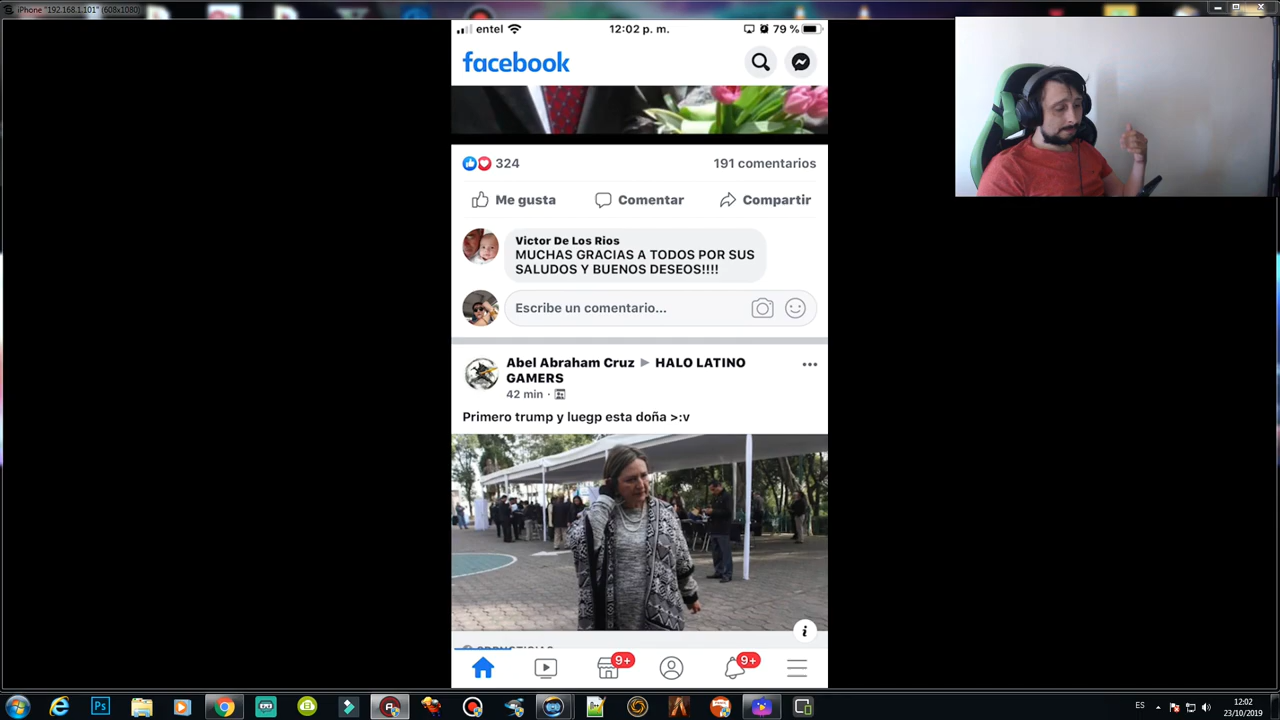 iPhone "192.168.1.101" (608x1080)
entel 12:02 p. m. 79 %
facebook
324 191 comentarios
Me gusta Comentar Compartir
Victor De Los Rios
MUCHAS GRACIAS A TODOS POR SUS
SALUDOS Y BUENOS DESEOS!!!!
Escribe un comentario...
Abel Abraham Cruz ▶ HALO LATINO
GAMERS
42 min ·
Primero trump y luegp esta doña >:v
i
9+ 9+
Ps
ES
12:02
23/10/2019